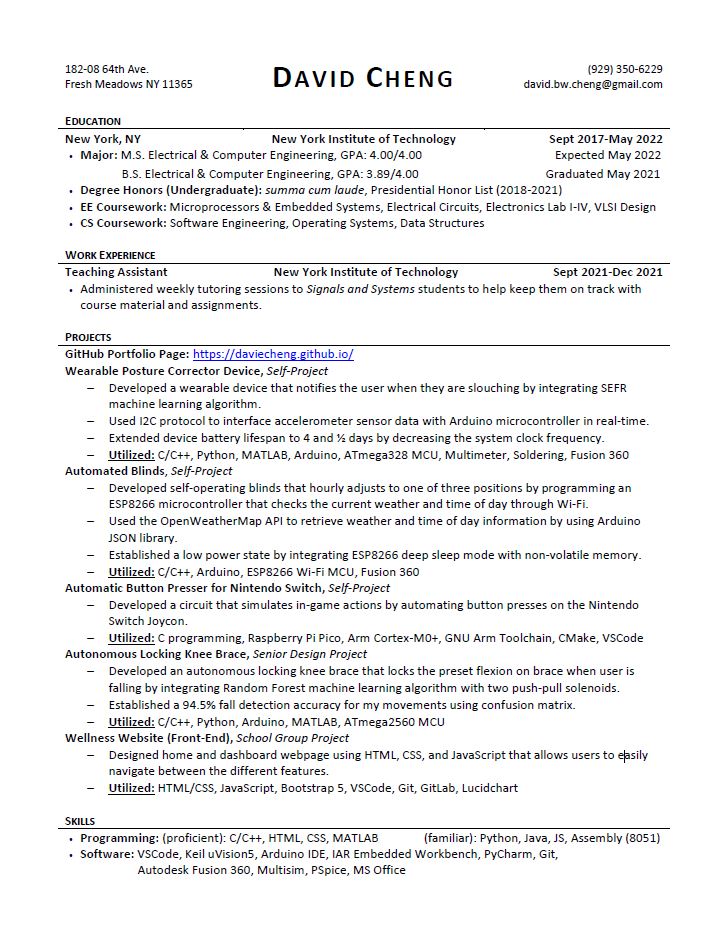 182-08 64th Ave.
Fresh Meadows NY 11365
DAVID CHENG
(929) 350-6229
david.bw.cheng@gmail.com
EDUCATION
New York, NY New York Institute of Technology Sept 2017-May 2022
• Major: M.S. Electrical & Computer Engineering, GPA: 4.00/4.00 Expected May 2022
B.S. Electrical & Computer Engineering, GPA: 3.89/4.00 Graduated May 2021
• Degree Honors (Undergraduate): summa cum laude, Presidential Honor List (2018-2021)
• EE Coursework: Microprocessors & Embedded Systems, Electrical Circuits, Electronics Lab I-IV, VLSI Design
• CS Coursework: Software Engineering, Operating Systems, Data Structures
WORK EXPERIENCE
Teaching Assistant New York Institute of Technology Sept 2021-Dec 2021
• Administered weekly tutoring sessions to Signals and Systems students to help keep them on track with
course material and assignments.
PROJECTS
GitHub Portfolio Page: https://daviecheng.github.io/
Wearable Posture Corrector Device, Self-Project
– Developed a wearable device that notifies the user when they are slouching by integrating SEFR
machine learning algorithm.
– Used I2C protocol to interface accelerometer sensor data with Arduino microcontroller in real-time.
– Extended device battery lifespan to 4 and ½ days by decreasing the system clock frequency.
– Utilized: C/C++, Python, MATLAB, Arduino, ATmega328 MCU, Multimeter, Soldering, Fusion 360
Automated Blinds, Self-Project
– Developed self-operating blinds that hourly adjusts to one of three positions by programming an
ESP8266 microcontroller that checks the current weather and time of day through Wi-Fi.
– Used the OpenWeatherMap API to retrieve weather and time of day information by using Arduino
JSON library.
– Established a low power state by integrating ESP8266 deep sleep mode with non-volatile memory.
– Utilized: C/C++, Arduino, ESP8266 Wi-Fi MCU, Fusion 360
Automatic Button Presser for Nintendo Switch, Self-Project
– Developed a circuit that simulates in-game actions by automating button presses on the Nintendo
Switch Joycon.
– Utilized: C programming, Raspberry Pi Pico, Arm Cortex-M0+, GNU Arm Toolchain, CMake, VSCode
Autonomous Locking Knee Brace, Senior Design Project
– Developed an autonomous locking knee brace that locks the preset flexion on brace when user is
falling by integrating Random Forest machine learning algorithm with two push-pull solenoids.
– Established a 94.5% fall detection accuracy for my movements using confusion matrix.
– Utilized: C/C++, Python, Arduino, MATLAB, ATmega2560 MCU
Wellness Website (Front-End), School Group Project
– Designed home and dashboard webpage using HTML, CSS, and JavaScript that allows users to easily
navigate between the different features.
– Utilized: HTML/CSS, JavaScript, Bootstrap 5, VSCode, Git, GitLab, Lucidchart
SKILLS
• Programming: (proficient): C/C++, HTML, CSS, MATLAB (familiar): Python, Java, JS, Assembly (8051)
• Software: VSCode, Keil uVision5, Arduino IDE, IAR Embedded Workbench, PyCharm, Git,
Autodesk Fusion 360, Multisim, PSpice, MS Office